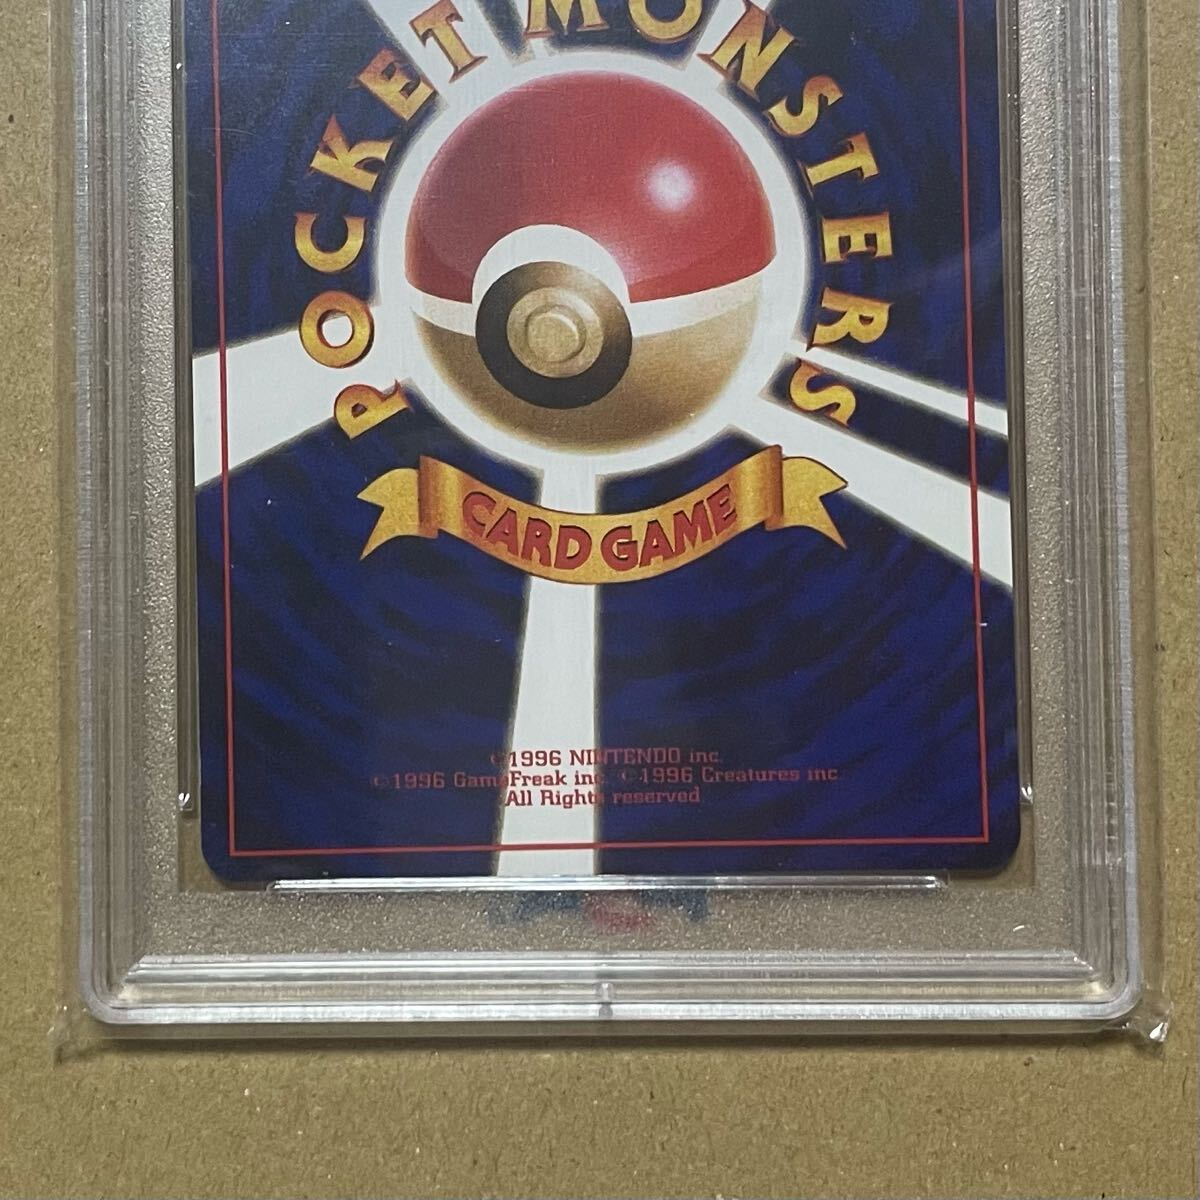 POCKET MONSTERS
CARD GAME
©1996 NINTENDO inc.
©1996 GameFreak inc. ©1996 Creatures inc.
All Rights reserved